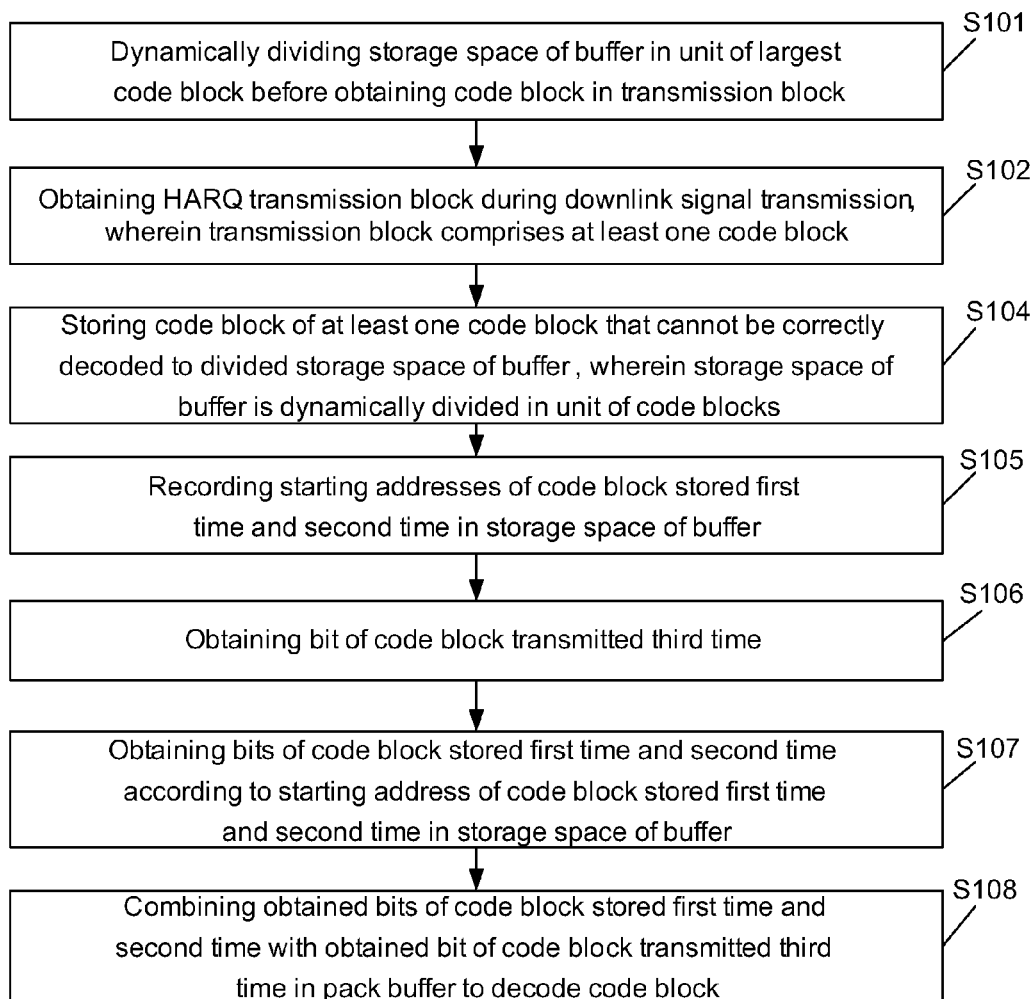 S101
Dynamically dividing storage space of buffer in unit of largest
code block before obtaining code block in transmission block
S102
Obtaining HARQ transmission block during downlink signal transmission,
wherein transmission block comprises at least one code block
S104
Storing code block of at least one code block that cannot be correctly
decoded to divided storage space of buffer , wherein storage space of
buffer is dynamically divided in unit of code blocks
S105
Recording starting addresses of code block stored first
time and second time in storage space of buffer
S106
Obtaining bit of code block transmitted third time
S107
Obtaining bits of code block stored first time and second time
according to starting address of code block stored first time
and second time in storage space of buffer
S108
Combining obtained bits of code block stored first time and
second time with obtained bit of code block transmitted third
time in pack buffer to decode code block